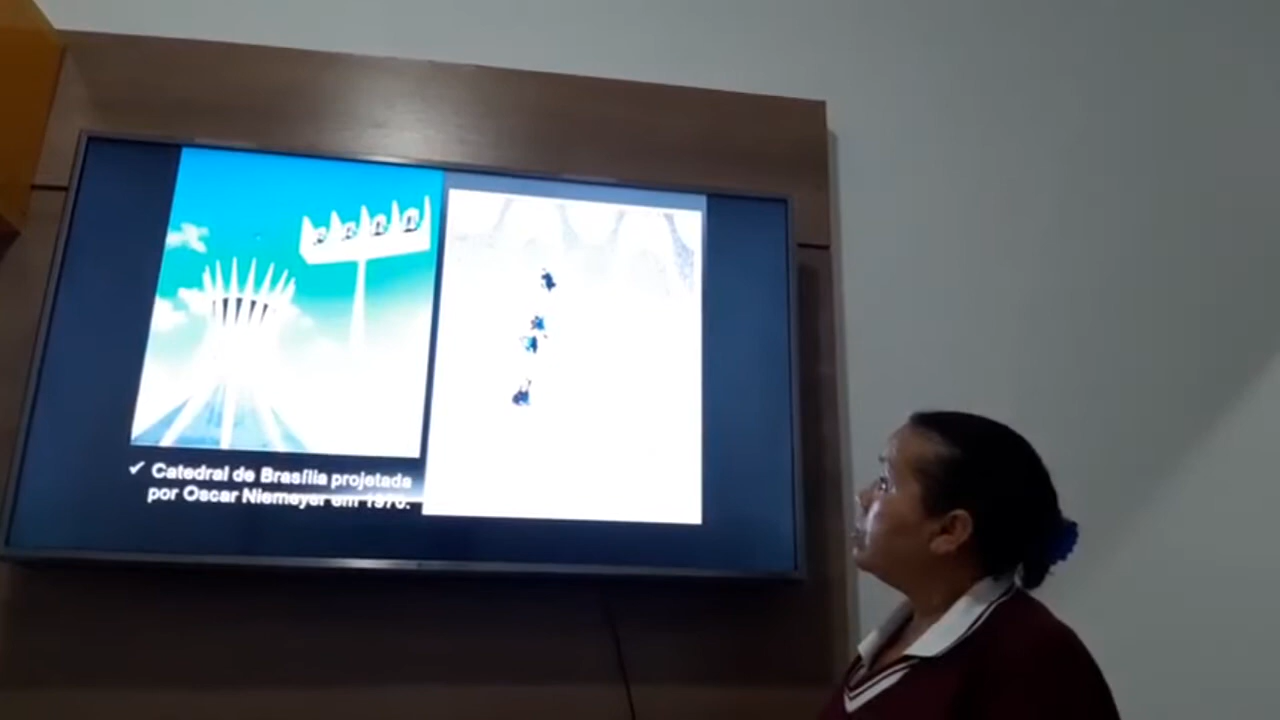 ✓ Catedral de Brasília projetada
por Oscar Niemeyer em 1970.